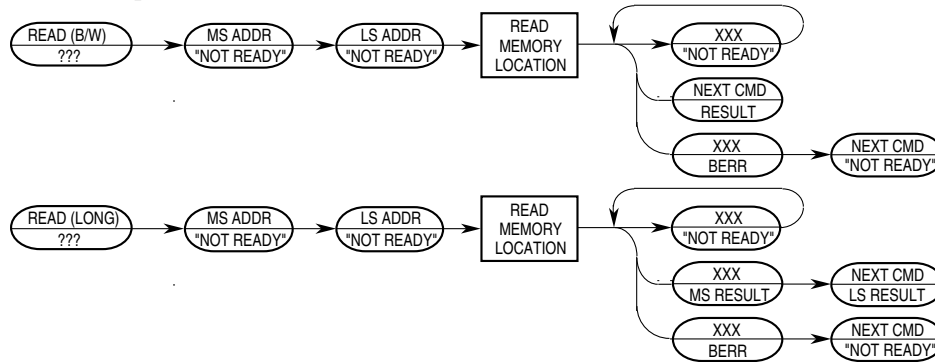 READ (B/W)
???
MS ADDR
"NOT READY"
LS ADDR
"NOT READY"
READ
MEMORY
LOCATION
XXX
"NOT READY"
NEXT CMD
RESULT
XXX
BERR
NEXT CMD
"NOT READY"
READ (LONG)
???
MS ADDR
"NOT READY"
LS ADDR
"NOT READY"
READ
MEMORY
LOCATION
XXX
"NOT READY"
XXX
MS RESULT
NEXT CMD
LS RESULT
XXX
BERR
NEXT CMD
"NOT READY"